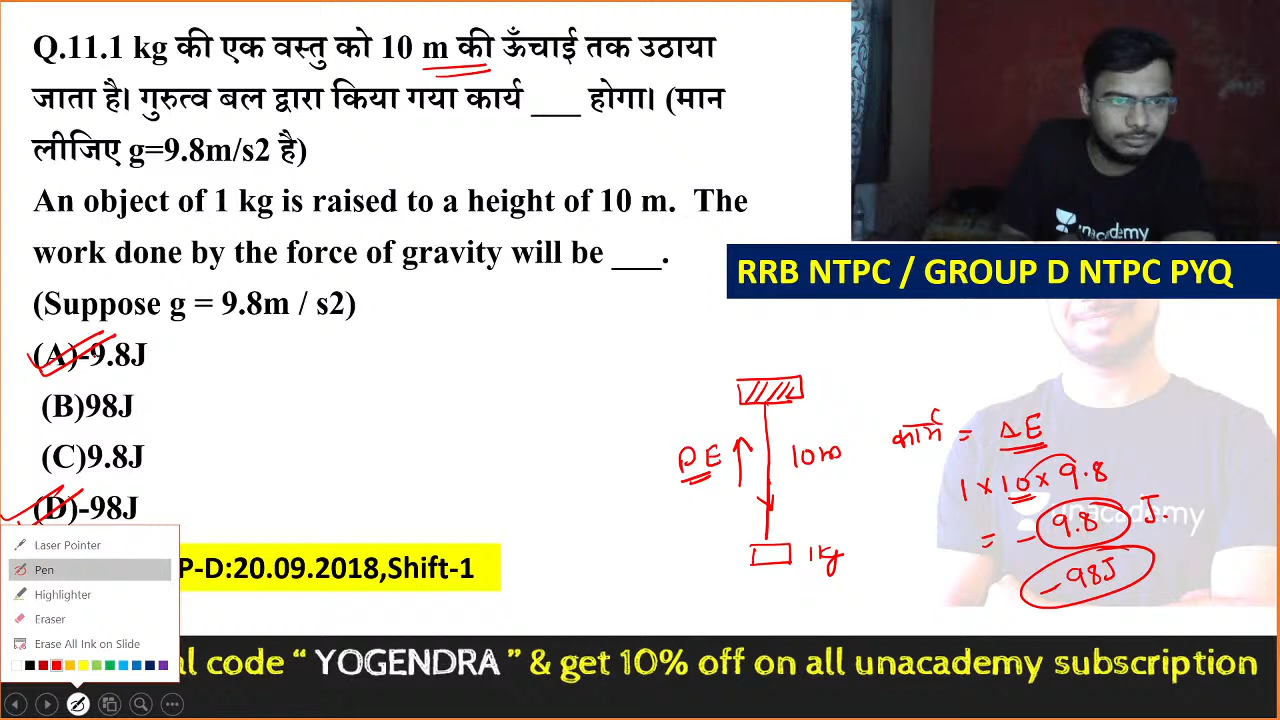 Q.11.1 kg की एक वस्तु को 10 m की ऊँचाई तक उठाया
जाता है। गुरुत्व बल द्वारा किया गया कार्य ___ होगा। (मान
लीजिए g=9.8m/s2 है)
An object of 1 kg is raised to a height of 10 m. The
work done by the force of gravity will be ___.
(Suppose g = 9.8m / s2)
(A)-9.8J
(B)98J
(C)9.8J
(D)-98J
unacademy
RRB NTPC / GROUP D NTPC PYQ
PE
10m
1kg
कार्य = ΔE
1 × 10 × 9.8
= - 9.8 J.
-98J
unacademy
Laser Pointer
Pen
Highlighter
Eraser
Erase All Ink on Slide
P-D:20.09.2018,Shift-1
al code “ YOGENDRA ” & get 10% off on all unacademy subscription